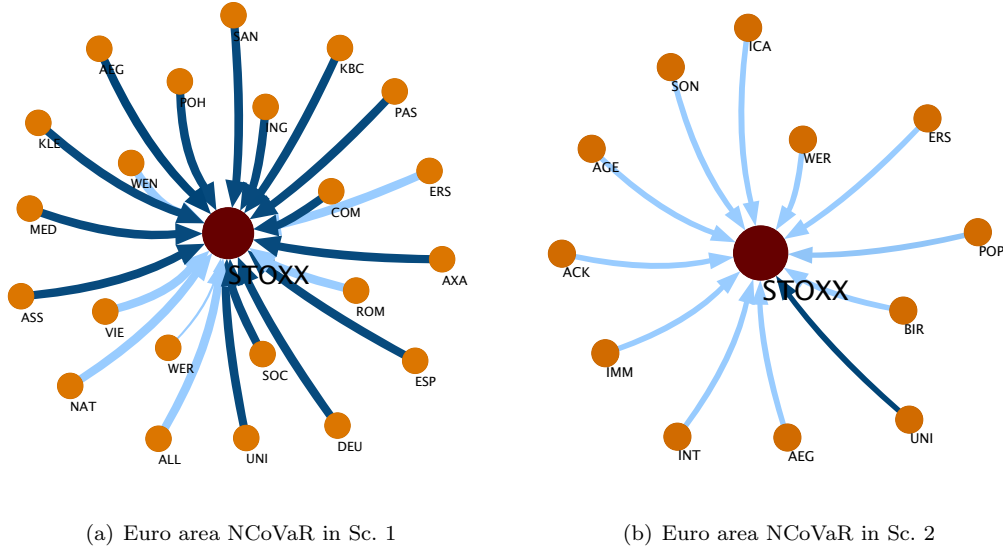 SAN
AEG
KBC
POH
PAS
ING
KLE
WEN
ERS
COM
MED
AXA
STOXX
ASS
ROM
VIE
WER
SOC
ESP
NAT
DEU
ALL
UNI
(a) Euro area NCoVaR in Sc. 1
ICA
SON
ERS
WER
AGE
POP
ACK
STOXX
BIR
IMM
UNI
INT
AEG
(b) Euro area NCoVaR in Sc. 2